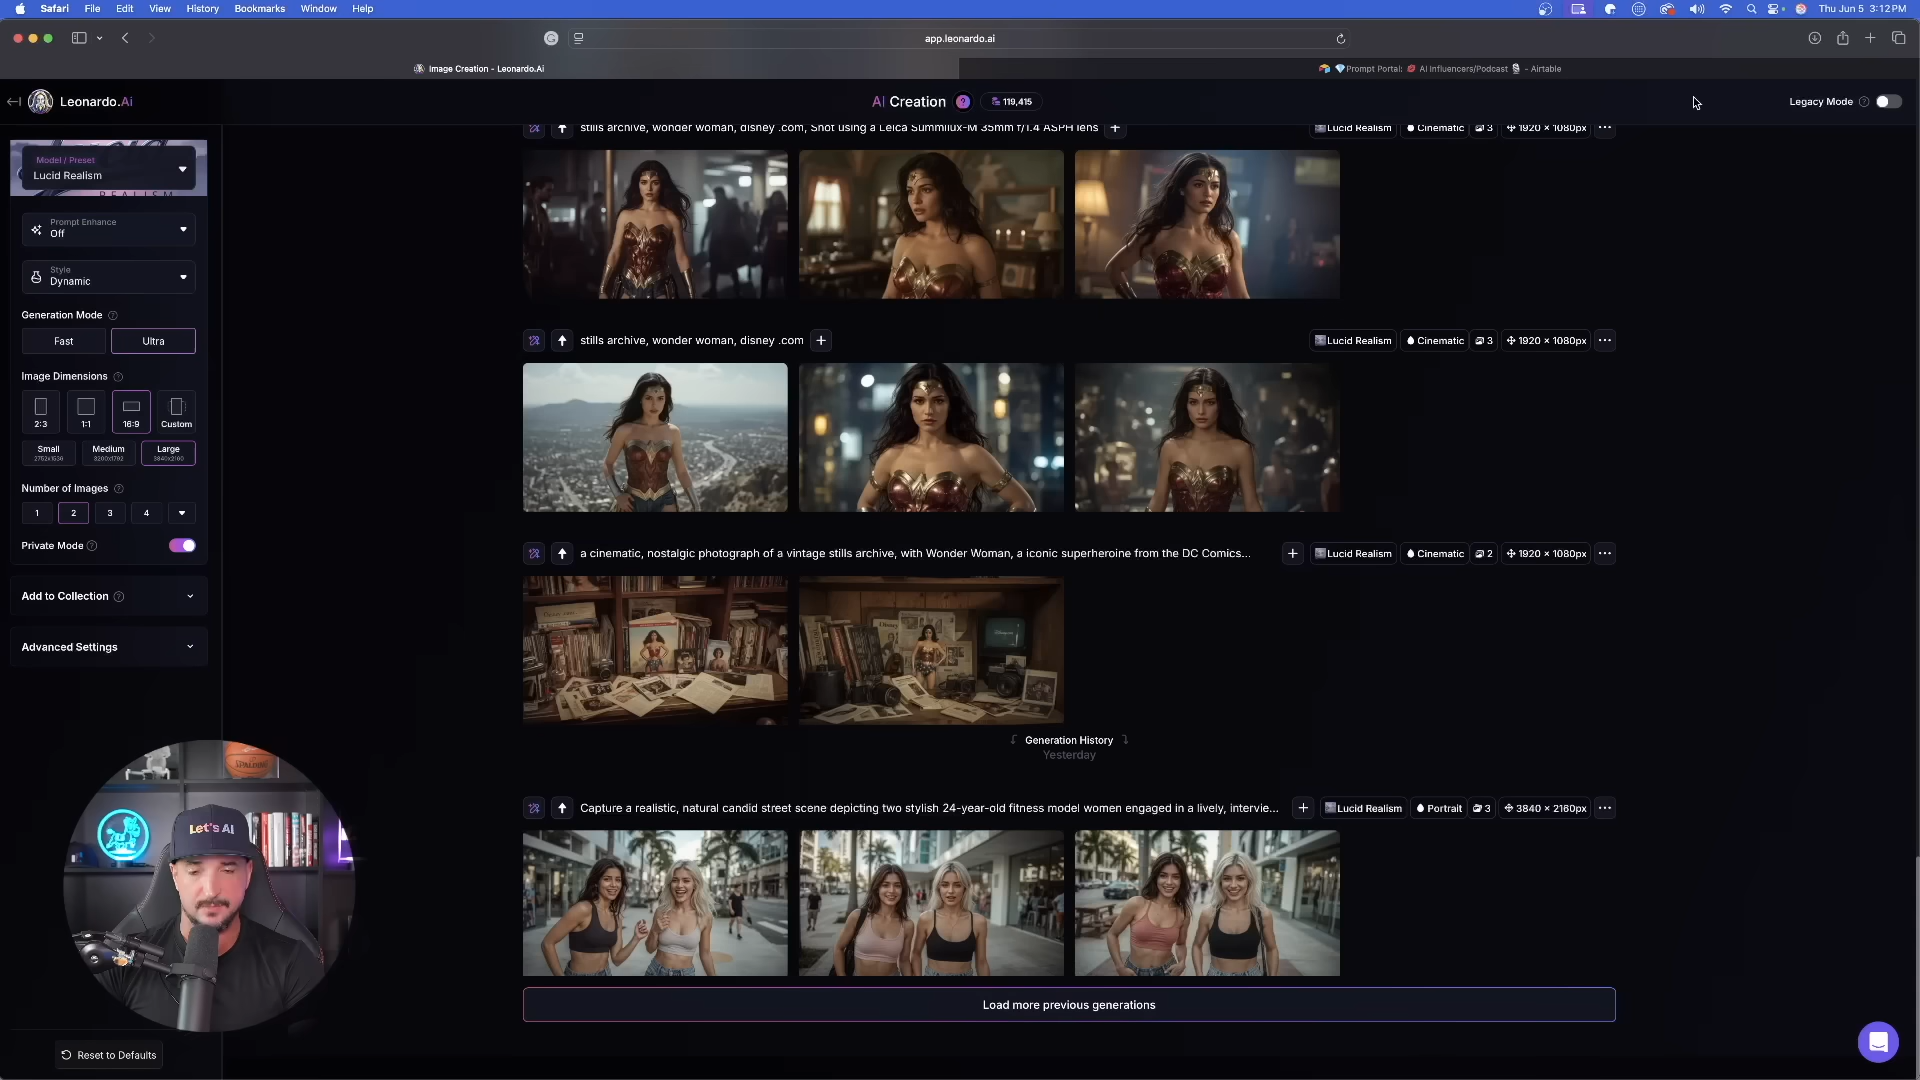 Safari File Edit View History Bookmarks Window Help
Thu Jun 5 3:12 PM
app.leonardo.ai
Image Creation - Leonardo.Ai
Prompt Portal: AI Influencers/Podcast - Airtable
Leonardo.Ai
AI Creation ? 119,415
Legacy Mode ?
Model / Preset
Lucid Realism
REALISM
Prompt Enhance
Off
Style
Dynamic
Generation Mode ?
Fast Ultra
Image Dimensions ?
2:3 1:1 16:9 Custom
Small Medium Large
2752x1536 3200x1792 3840x2160
Number of Images ?
1 2 3 4
Private Mode ?
Add to Collection ?
Advanced Settings
Reset to Defaults
stills archive, wonder woman, disney .com, Shot using a Leica Summilux-M 35mm f/1.4 ASPH lens +
Lucid Realism Cinematic 3 1920 × 1080px ...
stills archive, wonder woman, disney .com +
Lucid Realism Cinematic 3 1920 × 1080px ...
a cinematic, nostalgic photograph of a vintage stills archive, with Wonder Woman, a iconic superheroine from the DC Comics... +
Lucid Realism Cinematic 2 1920 × 1080px ...
Generation History
Yesterday
Capture a realistic, natural candid street scene depicting two stylish 24-year-old fitness model women engaged in a lively, intervie... +
Lucid Realism Portrait 3 3840 × 2160px ...
Load more previous generations
Let's AI
SPALDING